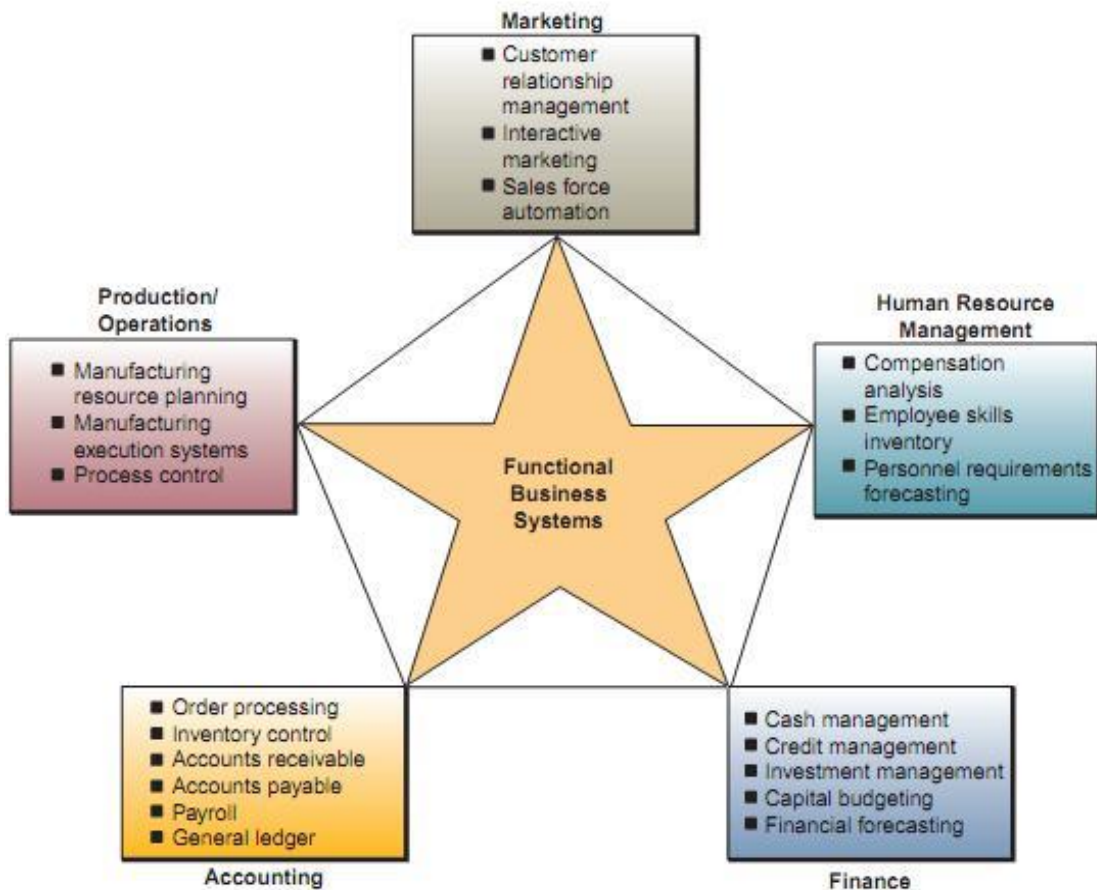 Marketing
■ Customer
relationship
management
■ Interactive
marketing
■ Sales force
automation
Production/
Operations
■ Manufacturing
resource planning
■ Manufacturing
execution systems
■ Process control
Human Resource
Management
■ Compensation
analysis
■ Employee skills
inventory
■ Personnel requirements
forecasting
Functional
Business
Systems
■ Order processing
■ Inventory control
■ Accounts receivable
■ Accounts payable
■ Payroll
■ General ledger
Accounting
■ Cash management
■ Credit management
■ Investment management
■ Capital budgeting
■ Financial forecasting
Finance